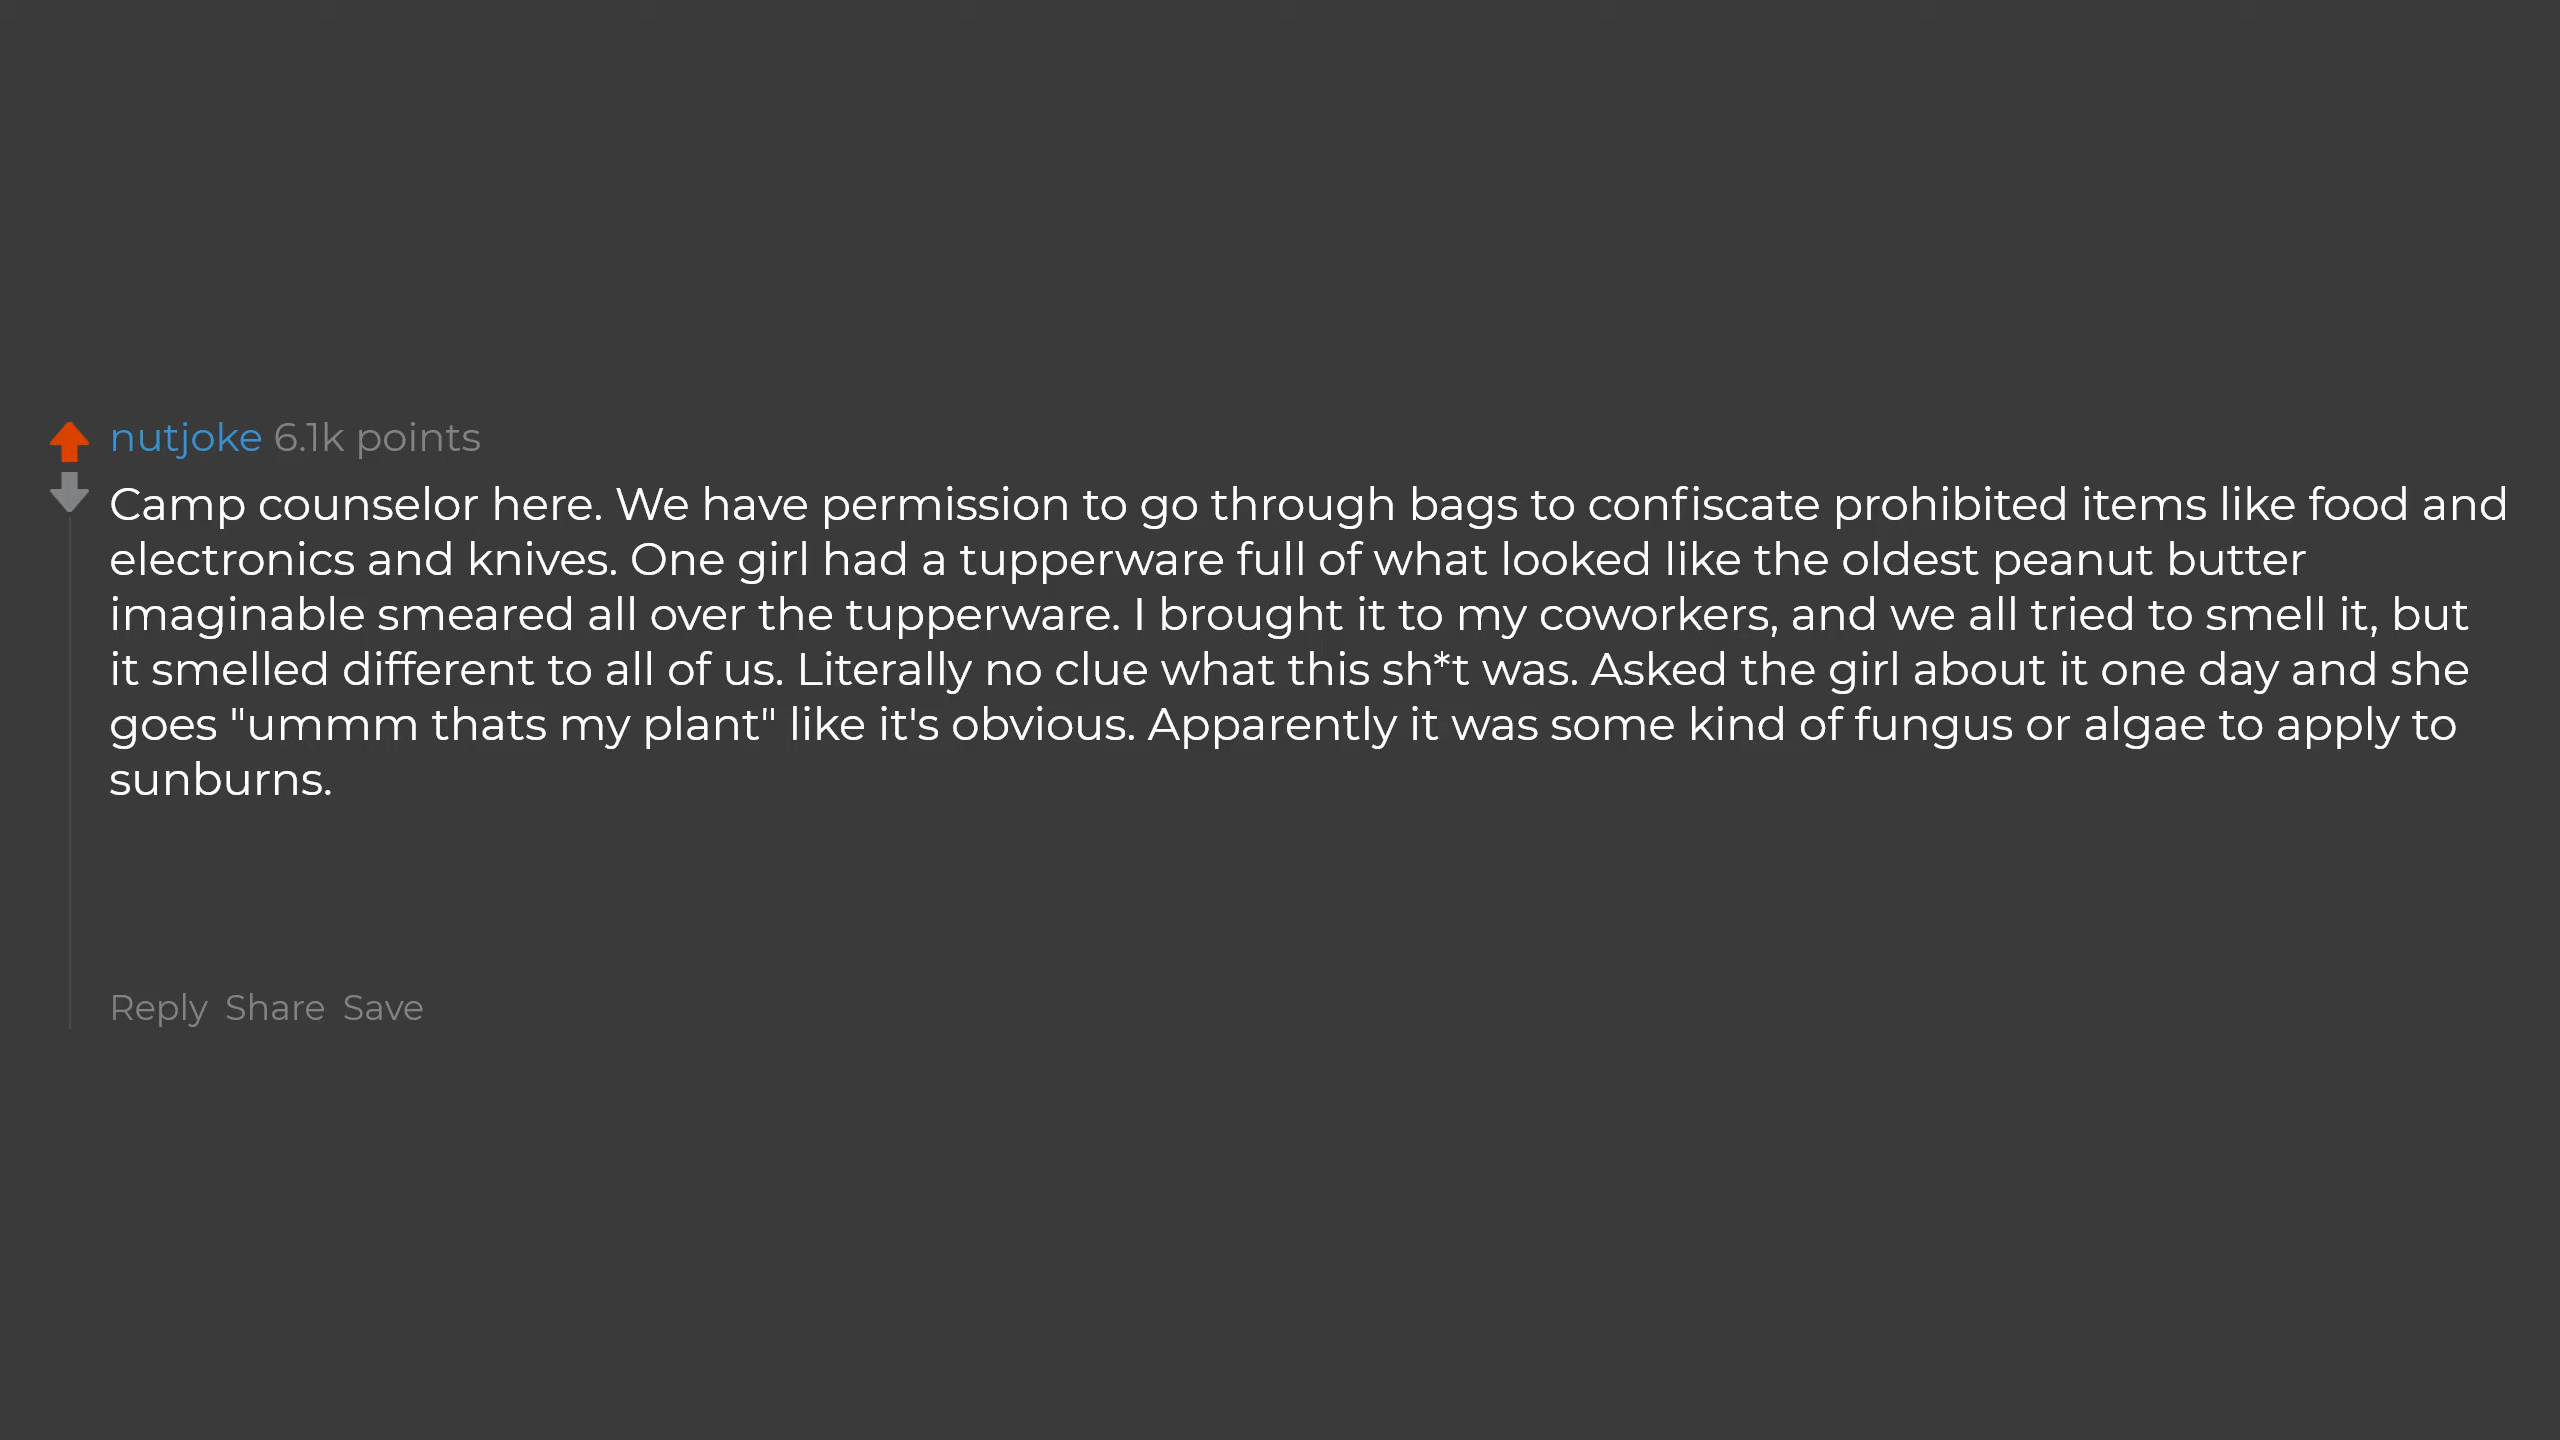 nutjoke 6.1k points
Camp counselor here. We have permission to go through bags to confiscate prohibited items like food and
electronics and knives. One girl had a tupperware full of what looked like the oldest peanut butter
imaginable smeared all over the tupperware. I brought it to my coworkers, and we all tried to smell it, but
it smelled different to all of us. Literally no clue what this sh*t was. Asked the girl about it one day and she
goes "ummm thats my plant" like it's obvious. Apparently it was some kind of fungus or algae to apply to
sunburns.
Reply Share Save